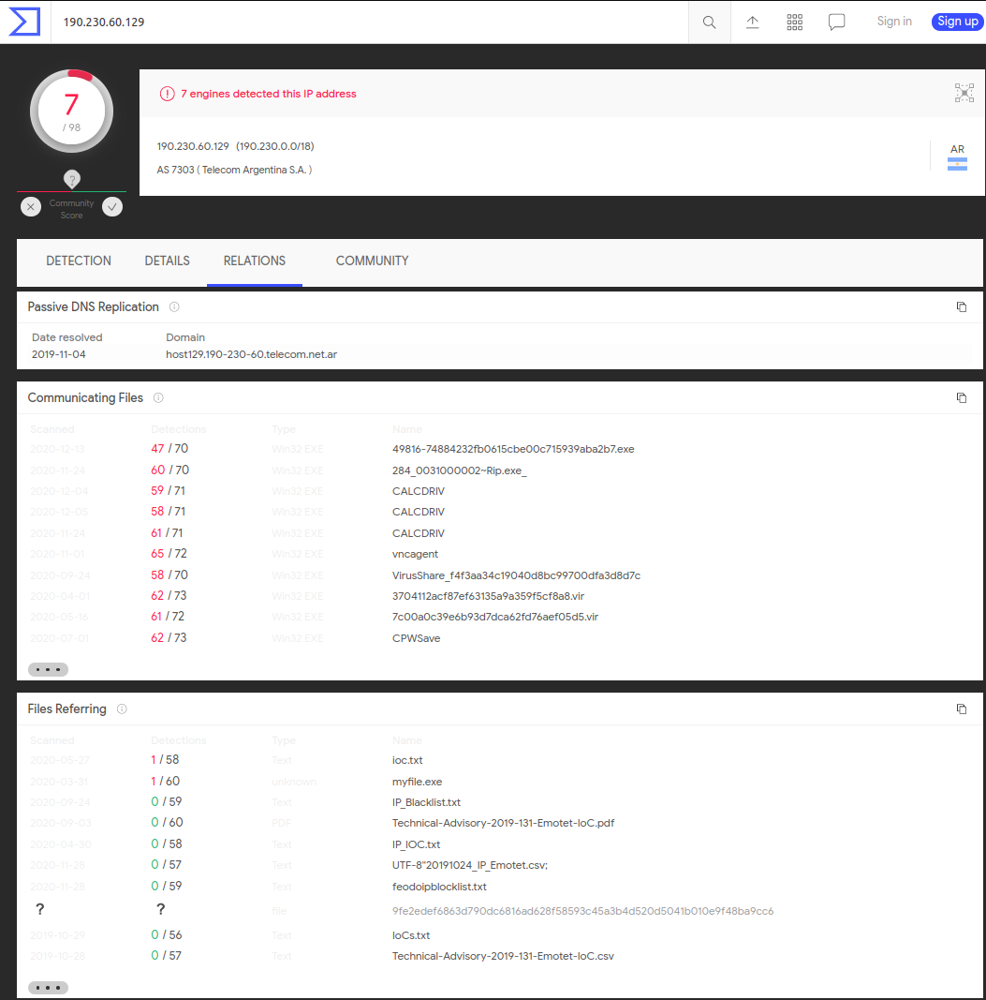 190.230.60.129
Sign in
Sign up
7
/ 98
7 engines detected this IP address
190.230.60.129 (190.230.0.0/18)
AS 7303 ( Telecom Argentina S.A. )
AR
?
Community
Score
DETECTION DETAILS RELATIONS COMMUNITY
Passive DNS Replication
Date resolved Domain
2019-11-04 host129.190-230-60.telecom.net.ar
Communicating Files
Scanned Detections Type Name
2020-12-13 47 / 70 Win32 EXE 49816-74884232fb0615cbe00c715939aba2b7.exe
2020-11-24 60 / 70 Win32 EXE 284_0031000002~Rip.exe_
2020-12-04 59 / 71 Win32 EXE CALCDRIV
2020-12-05 58 / 71 Win32 EXE CALCDRIV
2020-11-24 61 / 71 Win32 EXE CALCDRIV
2020-11-01 65 / 72 Win32 EXE vncagent
2020-09-24 58 / 70 Win32 EXE VirusShare_f4f3aa34c19040d8bc99700dfa3d8d7c
2020-04-01 62 / 73 Win32 EXE 3704112acf87ef63135a9a359f5cf8a8.vir
2020-05-16 61 / 72 Win32 EXE 7c00a0c39e6b93d7dca62fd76aef05d5.vir
2020-07-01 62 / 73 Win32 EXE CPWSave
Files Referring
Scanned Detections Type Name
2020-05-27 1 / 58 Text ioc.txt
2020-03-31 1 / 60 unknown myfile.exe
2020-09-24 0 / 59 Text IP_Blacklist.txt
2020-09-03 0 / 60 PDF Technical-Advisory-2019-131-Emotet-IoC.pdf
2020-04-30 0 / 58 Text IP_IOC.txt
2020-11-28 0 / 57 Text UTF-8"20191024_IP_Emotet.csv;
2020-11-28 0 / 59 Text feodoipblocklist.txt
? ? file 9fe2edef6863d790dc6816ad628f58593c45a3b4d520d5041b010e9f48ba9cc6
2019-10-29 0 / 56 Text IoCs.txt
2019-10-28 0 / 57 Text Technical-Advisory-2019-131-Emotet-IoC.csv